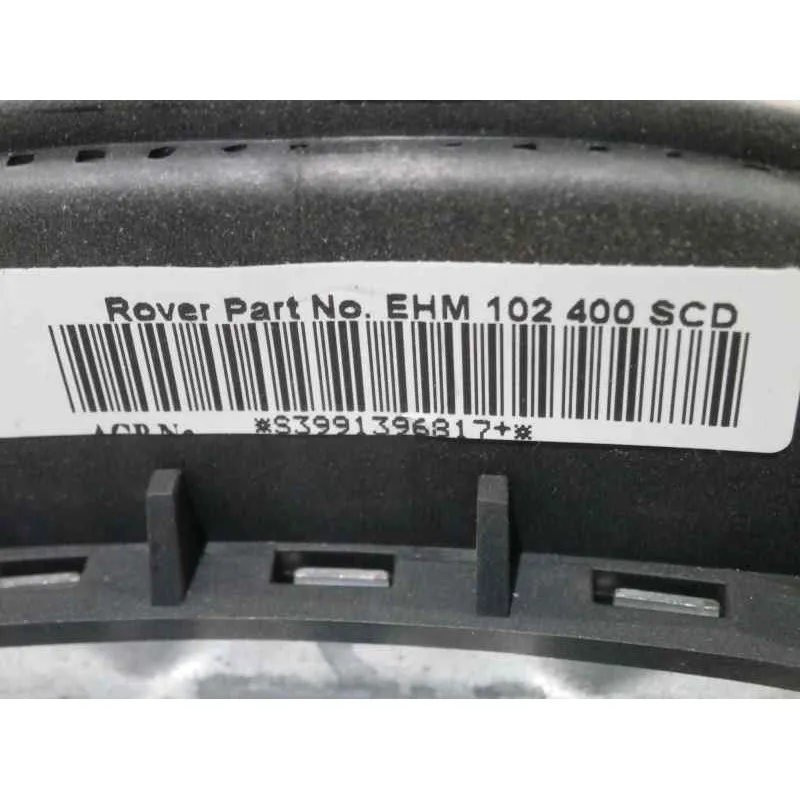 Rover Part No. EHM 102 400 SCD
*S3991396817+*